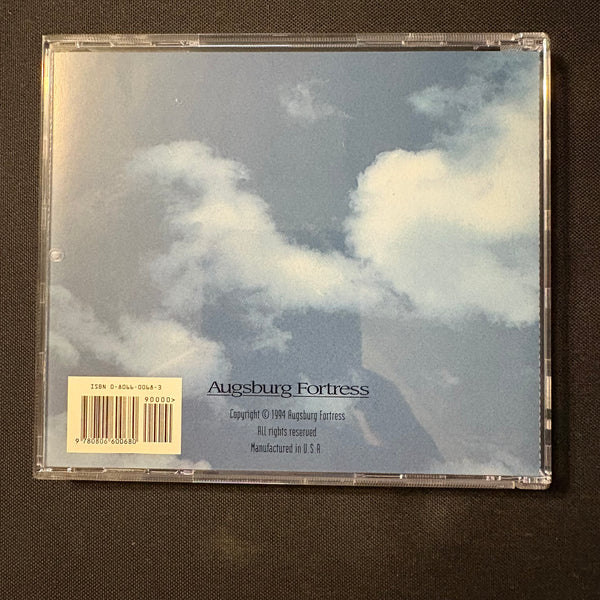 ISBN 0-8066-0068-3
90000>
9 780806 600680
Augsburg Fortress
Copyright © 1994 Augsburg Fortress
All rights reserved
Manufactured in U.S.A.